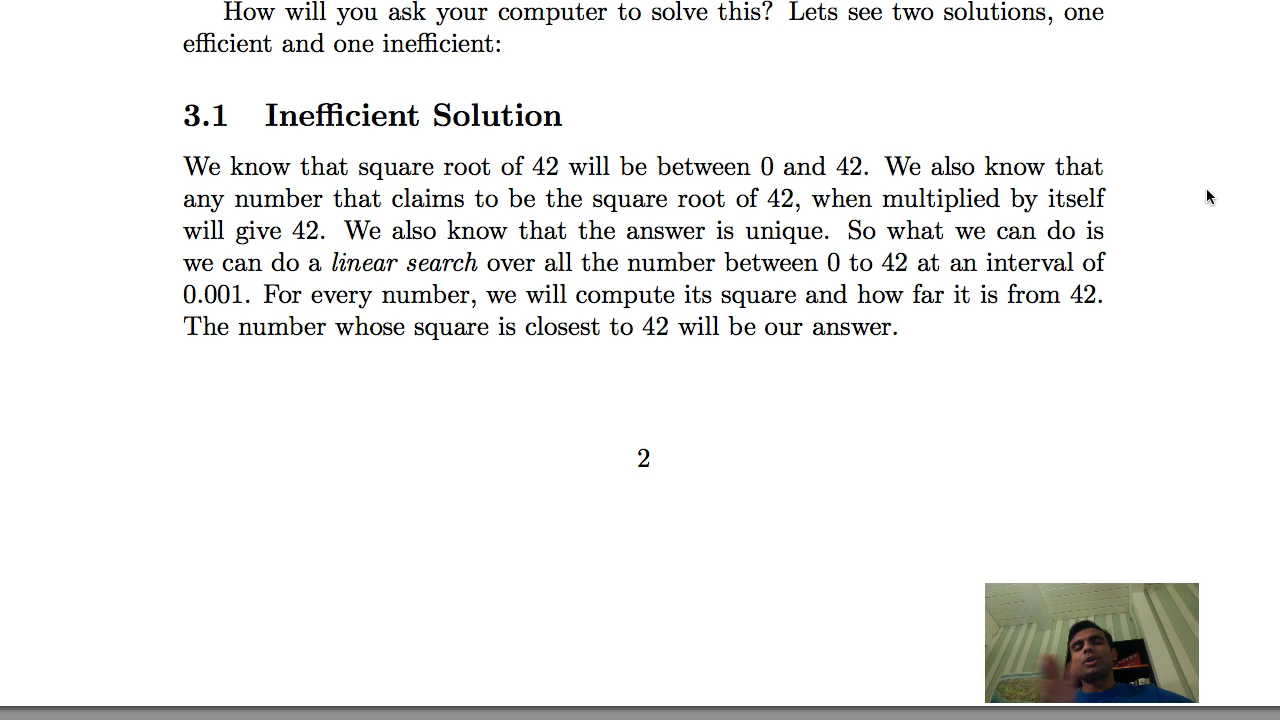 How will you ask your computer to solve this? Lets see two solutions, one
efficient and one inefficient:
3.1 Inefficient Solution
We know that square root of 42 will be between 0 and 42. We also know that
any number that claims to be the square root of 42, when multiplied by itself
will give 42. We also know that the answer is unique. So what we can do is
we can do a linear search over all the number between 0 to 42 at an interval of
0.001. For every number, we will compute its square and how far it is from 42.
The number whose square is closest to 42 will be our answer.
2